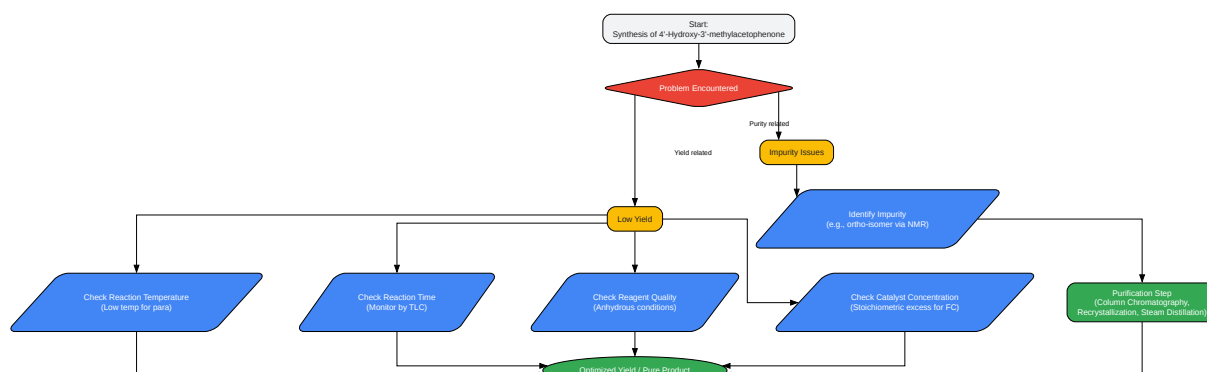 Start:
Synthesis of 4'-Hydroxy-3'-methylacetophenone
Problem Encountered
Purity related
Yield related
Impurity Issues
Low Yield
Identify Impurity
(e.g., ortho-isomer via NMR)
Check Reaction Temperature
(Low temp for para)
Check Reaction Time
(Monitor by TLC)
Check Reagent Quality
(Anhydrous conditions)
Check Catalyst Concentration
(Stoichiometric excess for FC)
Purification Step
(Column Chromatography,
Recrystallization, Steam Distillation)
Optimized Yield / Pure Product